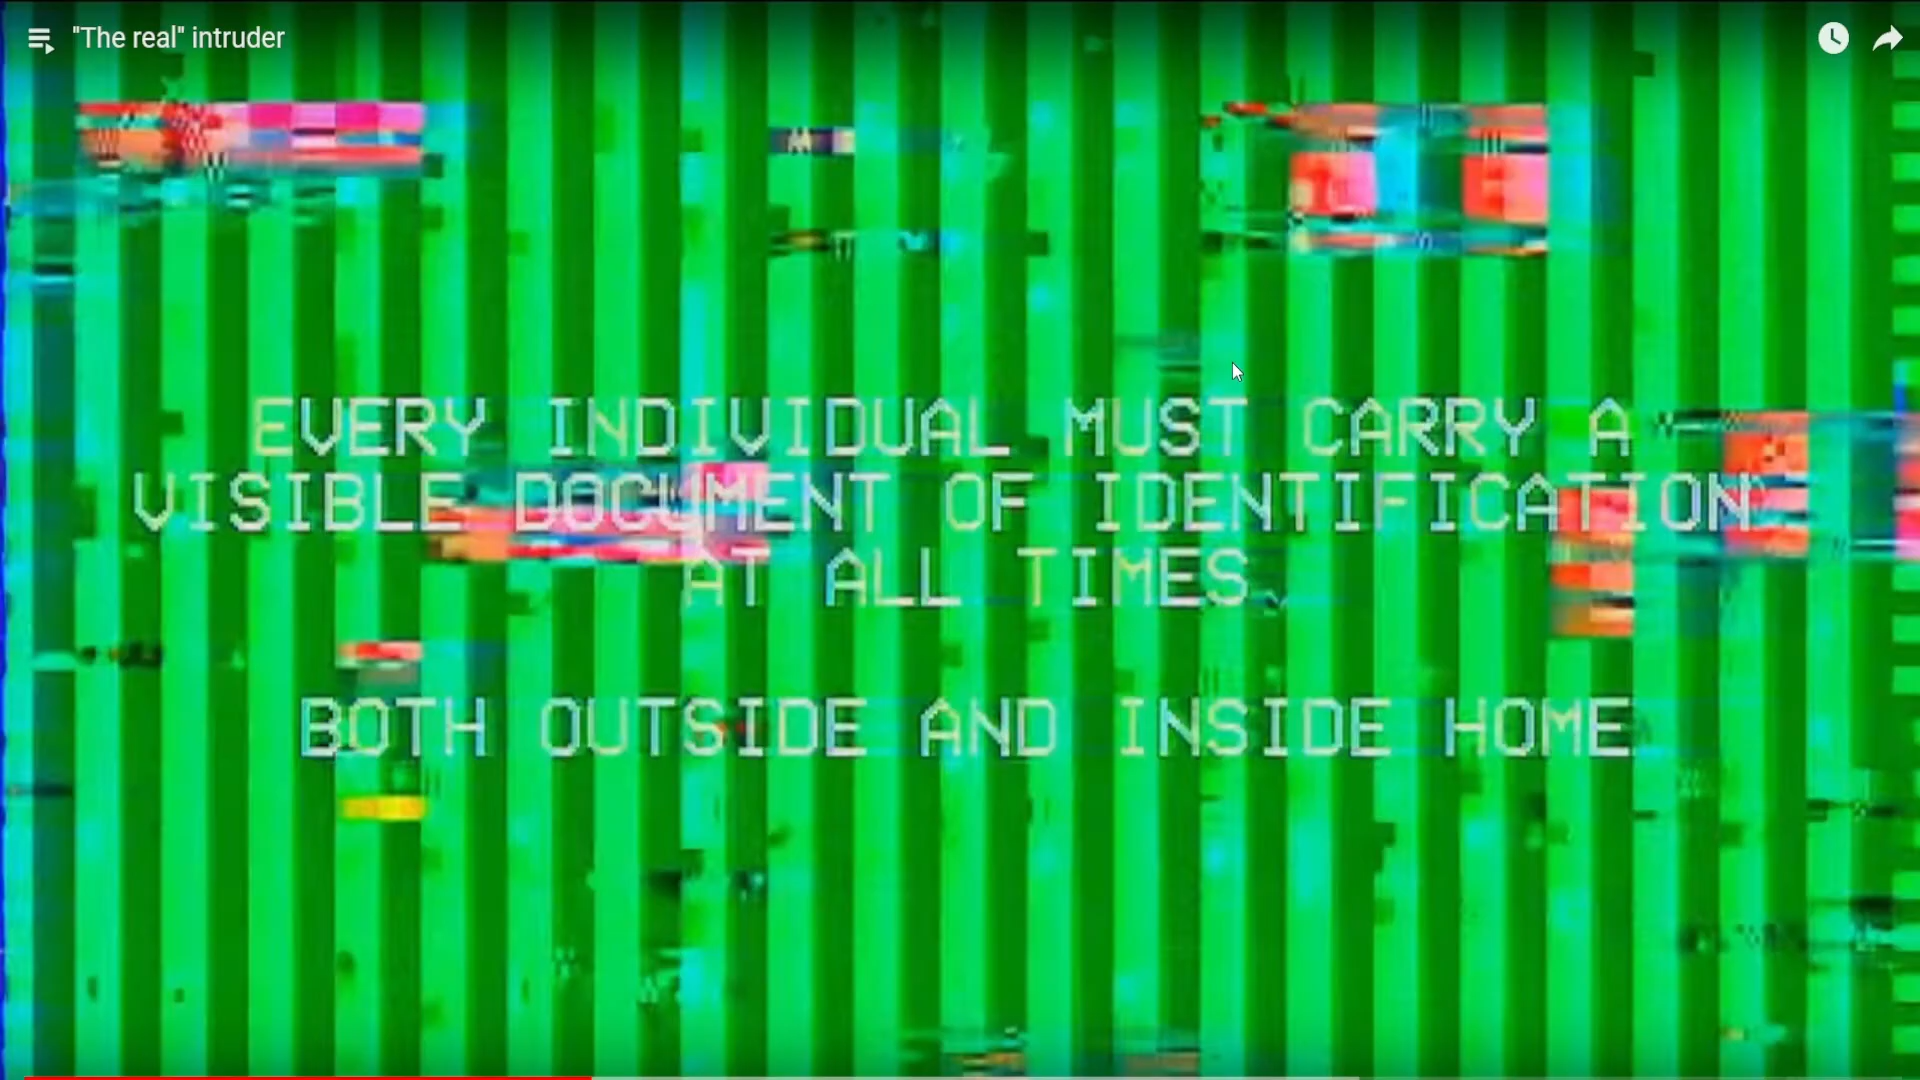 "The real" intruder
EVERY INDIVIDUAL MUST CARRY A
VISIBLE DOCUMENT OF IDENTIFICATION
AT ALL TIMES
BOTH OUTSIDE AND INSIDE HOME